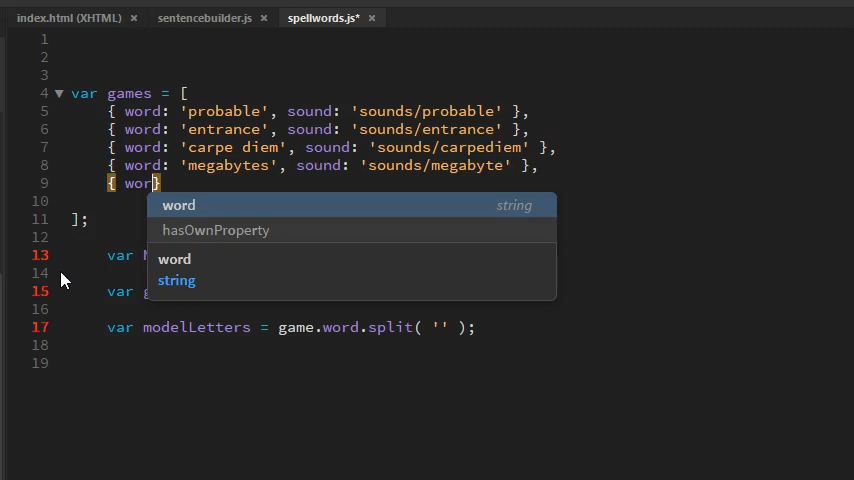 index.html (XHTML) × sentencebuilder.js × spellwords.js* ×
1
2
3
4 ▼ var games = [
5 { word: 'probable', sound: 'sounds/probable' },
6 { word: 'entrance', sound: 'sounds/entrance' },
7 { word: 'carpe diem', sound: 'sounds/carpediem' },
8 { word: 'megabytes', sound: 'sounds/megabyte' },
9 { wor}
word string
10
11 ];
hasOwnProperty
12
13 var
word
14
string
15 var g
16
17 var modelLetters = game.word.split( '' );
18
19